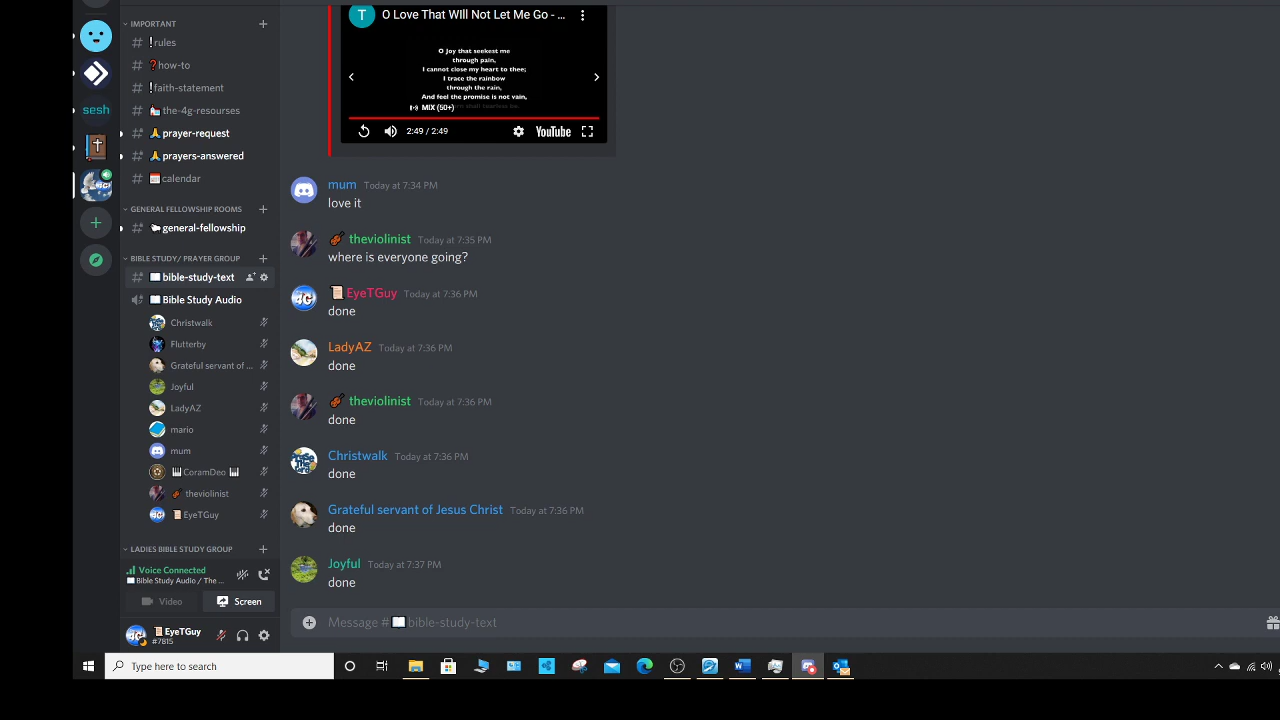 IMPORTANT
!rules
?how-to
!faith-statement
the-4g-resourses
prayer-request
prayers-answered
calendar
GENERAL FELLOWSHIP ROOMS
general-fellowship
BIBLE STUDY/ PRAYER GROUP
bible-study-text
Bible Study Audio
Christwalk
Flutterby
Grateful servant of ...
Joyful
LadyAZ
mario
mum
CoramDeo
theviolinist
EyeTGuy
LADIES BIBLE STUDY GROUP
Voice Connected
Bible Study Audio / The ...
Video
Screen
EyeTGuy
#7815
sesh
T
O Love That WIll Not Let Me Go - ...
O Joy that seekest me
through pain,
I cannot close my heart to thee;
I trace the rainbow
through the rain,
And feel the promise is not vain,
MIX (50+)
2:49 / 2:49
YouTube
mum Today at 7:34 PM
love it
theviolinist Today at 7:35 PM
where is everyone going?
EyeTGuy Today at 7:36 PM
done
LadyAZ Today at 7:36 PM
done
theviolinist Today at 7:36 PM
done
Christwalk Today at 7:36 PM
done
Grateful servant of Jesus Christ Today at 7:36 PM
done
Joyful Today at 7:37 PM
done
Message # bible-study-text
Type here to search